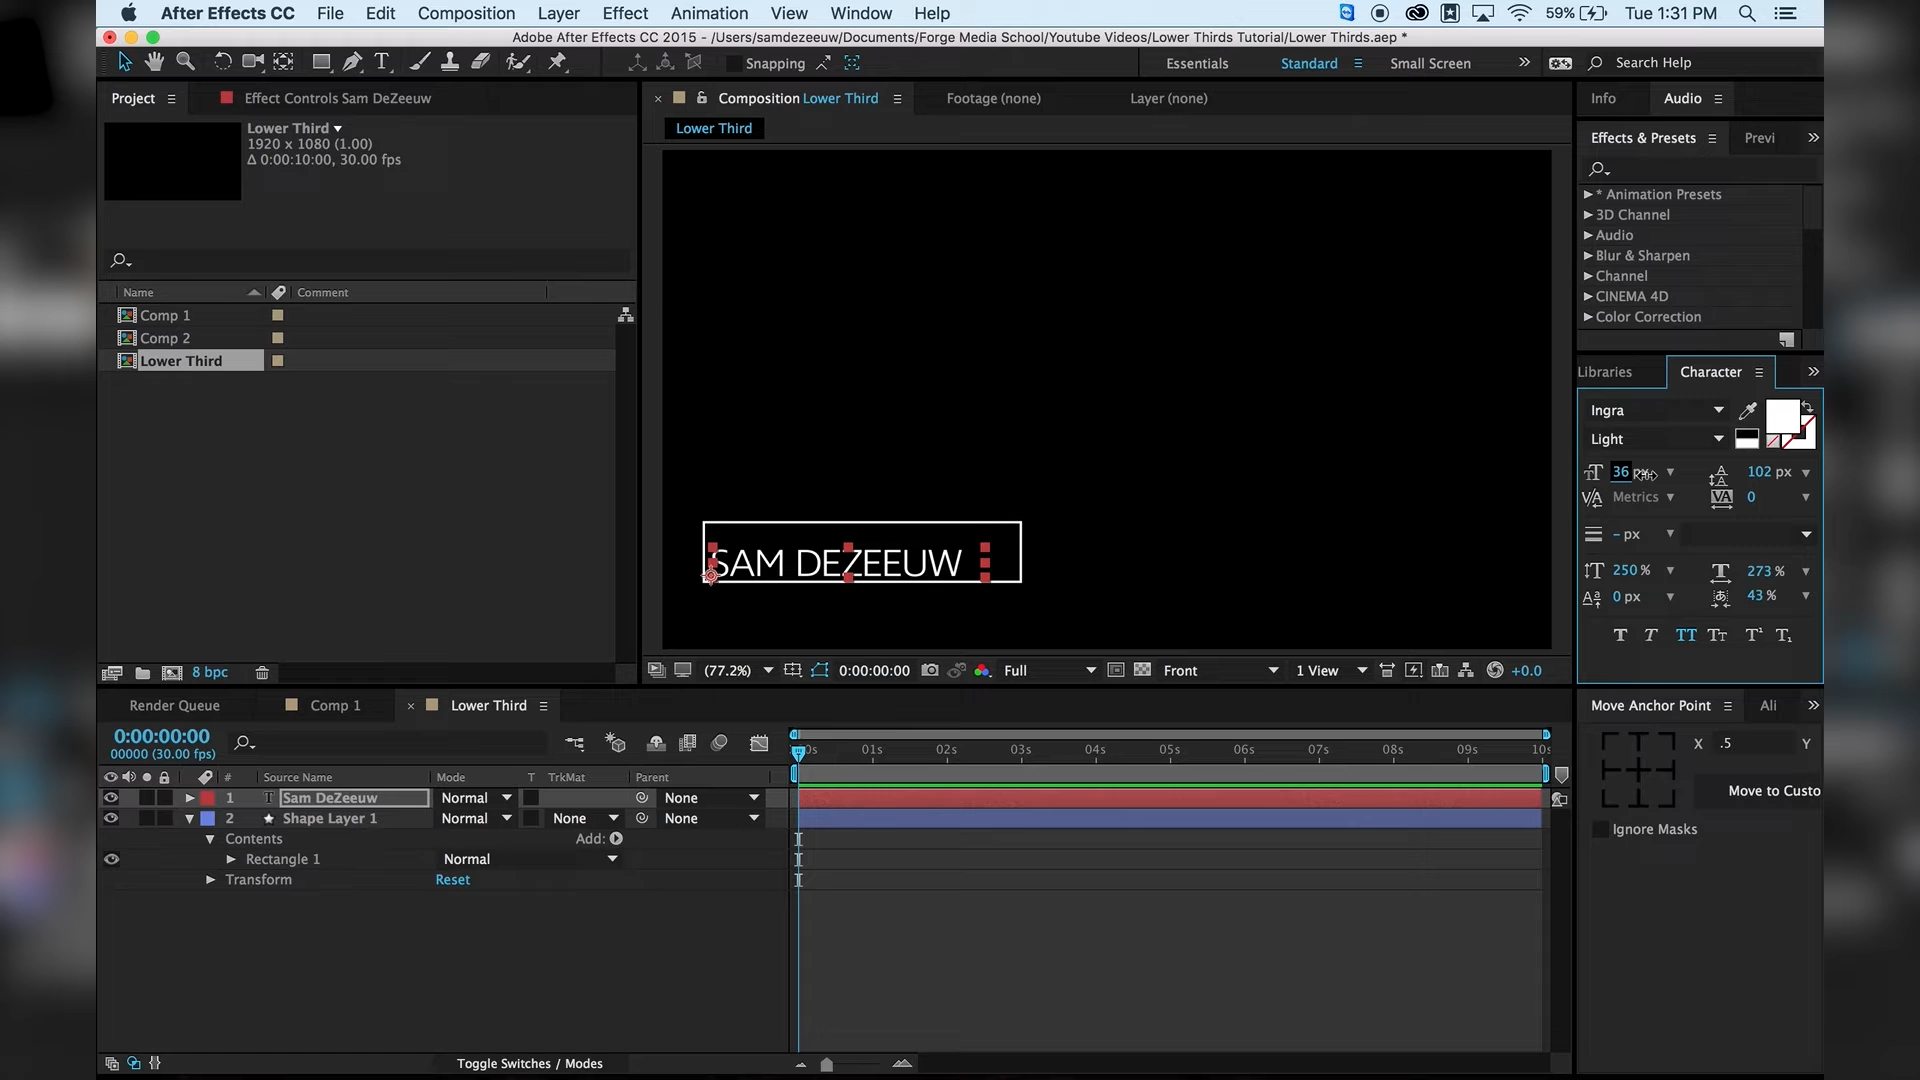 After Effects CC File Edit Composition Layer Effect Animation View Window Help 59% Tue 1:31 PM
Adobe After Effects CC 2015 - /Users/samdezeeuw/Documents/Forge Media School/Youtube Videos/Lower Thirds Tutorial/Lower Thirds.aep *
Snapping Essentials Standard Small Screen Search Help
Project Effect Controls Sam DeZeeuw
Composition Lower Third Footage (none) Layer (none)
Info Audio
Lower Third
1920 x 1080 (1.00)
Δ 0:00:10:00, 30.00 fps
Lower Third
Effects & Presets Previ
* Animation Presets
3D Channel
Audio
Blur & Sharpen
Channel
CINEMA 4D
Color Correction
Name Comment
Comp 1
Comp 2
Lower Third
SAM DEZEEUW
Libraries Character
Ingra
Light
36 px 102 px
Metrics 0
- px
250 % 273 %
0 px 43 %
T T TT Tt T¹ T₁
8 bpc
(77.2%) 0:00:00:00 Full Front 1 View +0.0
Render Queue Comp 1 Lower Third
Move Anchor Point Ali
X .5 Y
Move to Custo
Ignore Masks
0:00:00:00
00000 (30.00 fps)
0s 01s 02s 03s 04s 05s 06s 07s 08s 09s 10s
# Source Name Mode T TrkMat Parent
1 T Sam DeZeeuw Normal None
2 Shape Layer 1 Normal None None
Contents Add:
Rectangle 1 Normal
Transform Reset
Toggle Switches / Modes